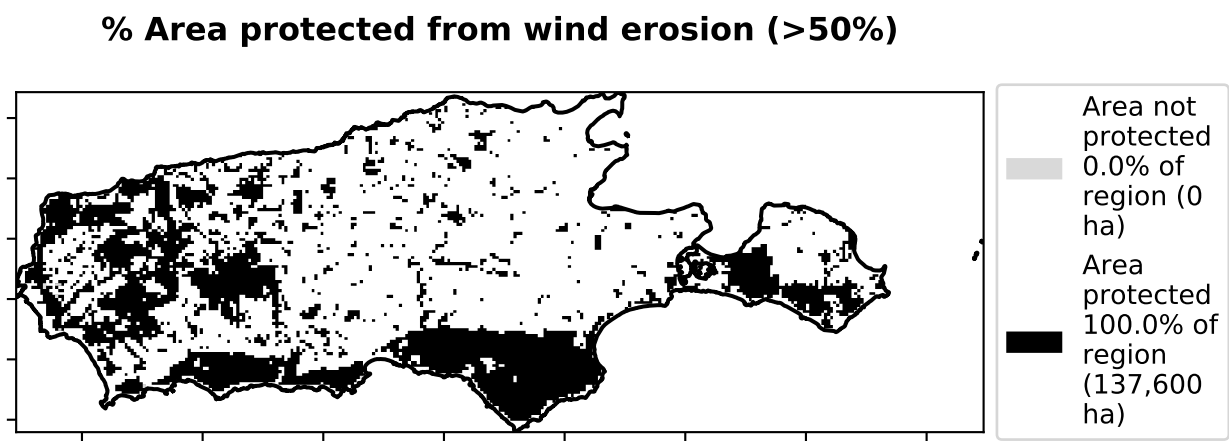 % Area protected from wind erosion (>50%)
Area not
protected
0.0% of
region (0
ha)
Area
protected
100.0% of
region
(137,600
ha)